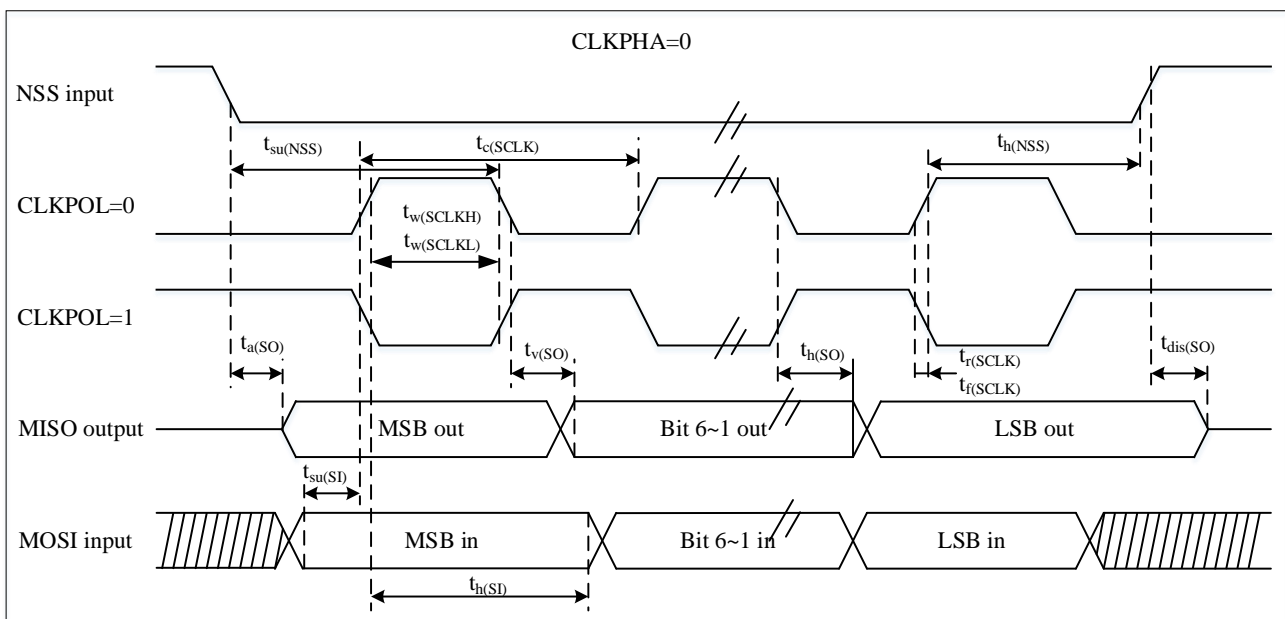 CLKPHA=0
NSS input
tsu(NSS)
tc(SCLK)
th(NSS)
CLKPOL=0
tw(SCLKH)
tw(SCLKL)
CLKPOL=1
ta(SO)
tv(SO)
th(SO)
tr(SCLK)
tf(SCLK)
tdis(SO)
MISO output
MSB out
Bit 6~1 out
LSB out
tsu(SI)
MOSI input
MSB in
Bit 6~1 in
LSB in
th(SI)